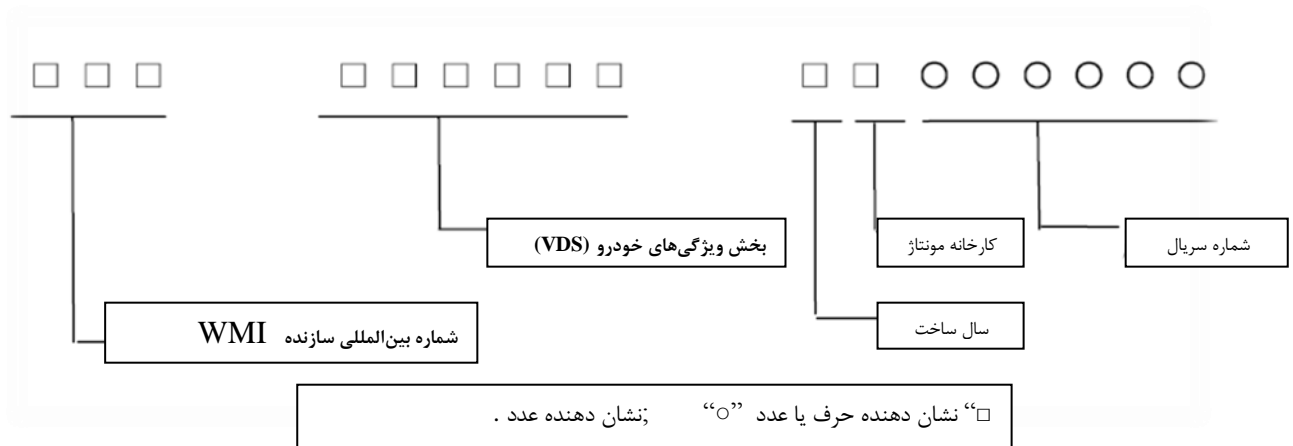 □ □ □ □ □ □ □ □ □ □ □ ○ ○ ○ ○ ○ ○
بخش ویژگی‌های خودرو (VDS)
کارخانه مونتاژ
شماره سریال
شماره بین‌المللی سازنده WMI
سال ساخت
□“ نشان دهنده حرف یا عدد ”○“ ;نشان دهنده عدد .